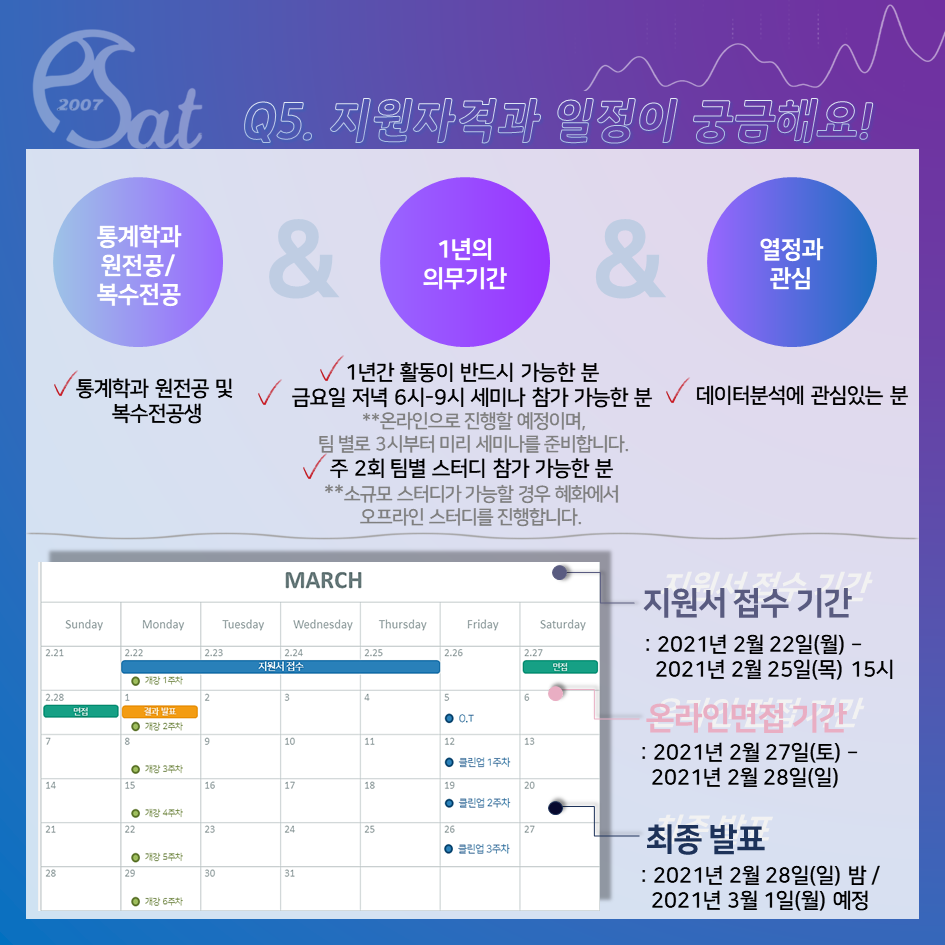 PSat
2007
Q5. 지원자격과 일정이 궁금해요!
통계학과
원전공/
복수전공
&
1년의
의무기간
&
열정과
관심
통계학과 원전공 및
복수전공생
1년간 활동이 반드시 가능한 분
금요일 저녁 6시-9시 세미나 참가 가능한 분
**온라인으로 진행할 예정이며,
팀 별로 3시부터 미리 세미나를 준비합니다.
주 2회 팀별 스터디 참가 가능한 분
**소규모 스터디가 가능할 경우 혜화에서
오프라인 스터디를 진행합니다.
데이터분석에 관심있는 분
MARCH
Sunday Monday Tuesday Wednesday Thursday Friday Saturday
2.21 2.22 2.23 2.24 2.25 2.26 2.27
지원서 접수 면접
개강 1주차
2.28 1 2 3 4 5 6
면접 결과 발표 O.T
개강 2주차
7 8 9 10 11 12 13
개강 3주차 클린업 1주차
14 15 16 17 18 19 20
개강 4주차 클린업 2주차
21 22 23 24 25 26 27
개강 5주차 클린업 3주차
28 29 30 31
개강 6주차
지원서 접수 기간
: 2021년 2월 22일(월) –
2021년 2월 25일(목) 15시
온라인면접 기간
: 2021년 2월 27일(토) –
2021년 2월 28일(일)
최종 발표
: 2021년 2월 28일(일) 밤 /
2021년 3월 1일(월) 예정